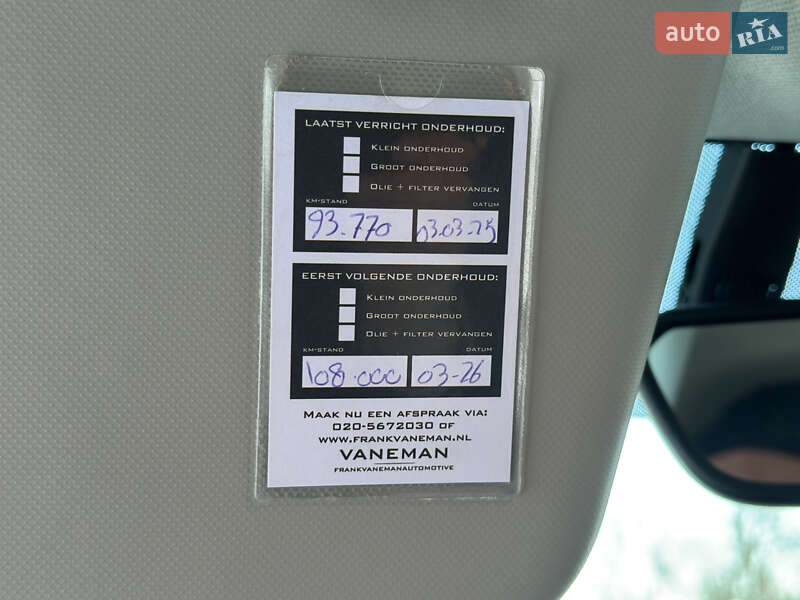 auto RIA
.com
LAATST VERRICHT ONDERHOUD:
KLEIN ONDERHOUD
GROOT ONDERHOUD
OLIE + FILTER VERVANGEN
KM-STAND DATUM
93.770 03.03-25
EERST VOLGENDE ONDERHOUD:
KLEIN ONDERHOUD
GROOT ONDERHOUD
OLIE + FILTER VERVANGEN
KM-STAND DATUM
108.000 03-26
MAAK NU EEN AFSPRAAK VIA:
020-5672030 OF
WWW.FRANKVANEMAN.NL
VANEMAN
FRANKVANEMANAUTOMOTIVE